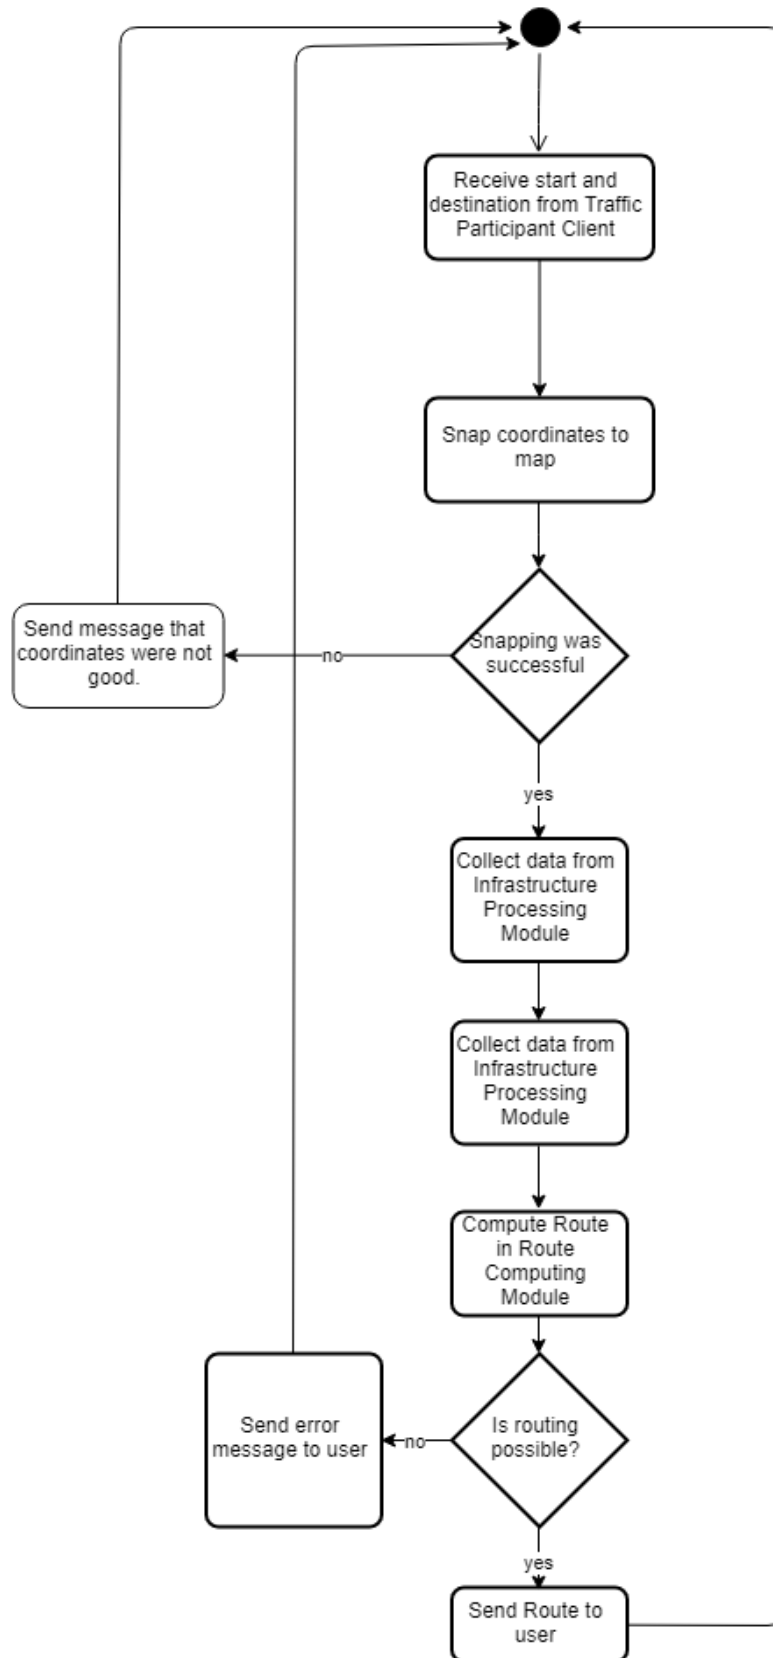 Receive start and
destination from Traffic
Participant Client
Snap coordinates to
map
Snapping was
successful
no
Send message that
coordinates were not
good.
yes
Collect data from
Infrastructure
Processing
Module
Collect data from
Infrastructure
Processing
Module
Compute Route
in Route
Computing
Module
Is routing
possible?
no
Send error
message to user
yes
Send Route to
user